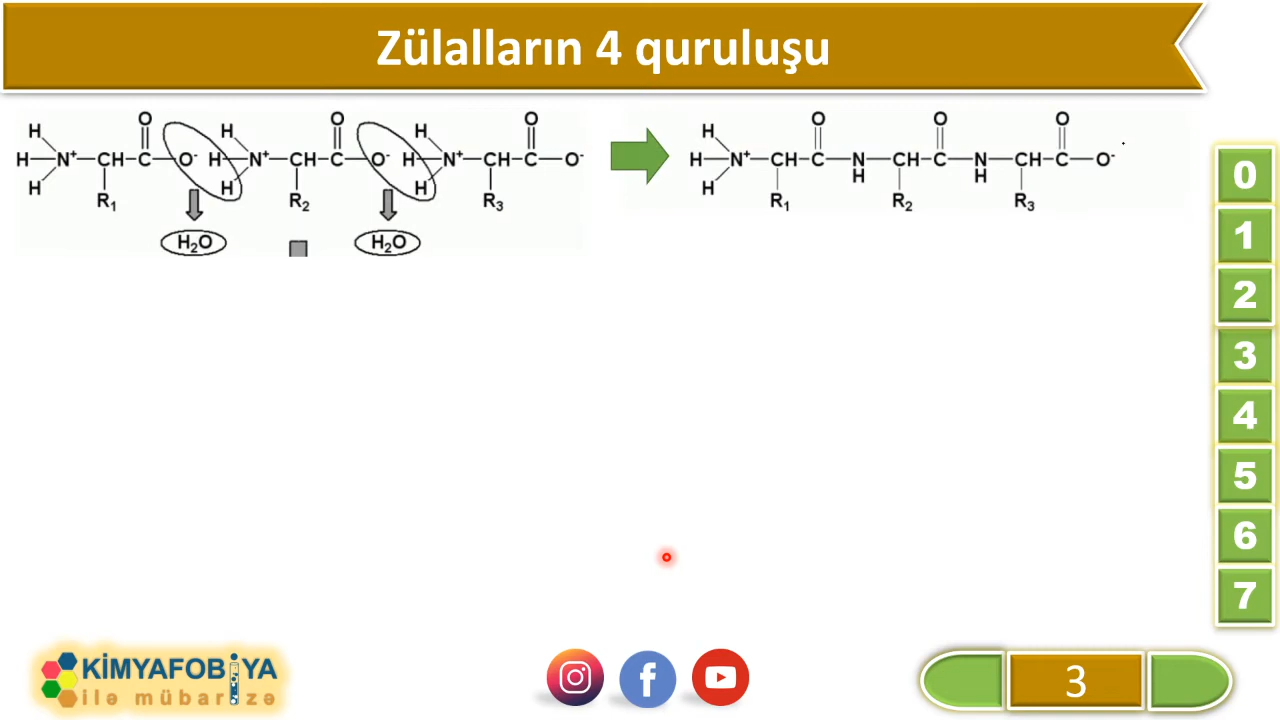 Zülalların 4 quruluşu
H O H O H O
H N⁺ CH C O⁻ H N⁺ CH C O⁻ H N⁺ CH C O⁻
H R₁ H R₂ H R₃
H₂O H₂O
H O O O
H N⁺ CH C N CH C N CH C O⁻
H R₁ H R₂ H R₃
0
1
2
3
4
5
6
7
KİMYAFOBİYA
ilə mübarizə
3